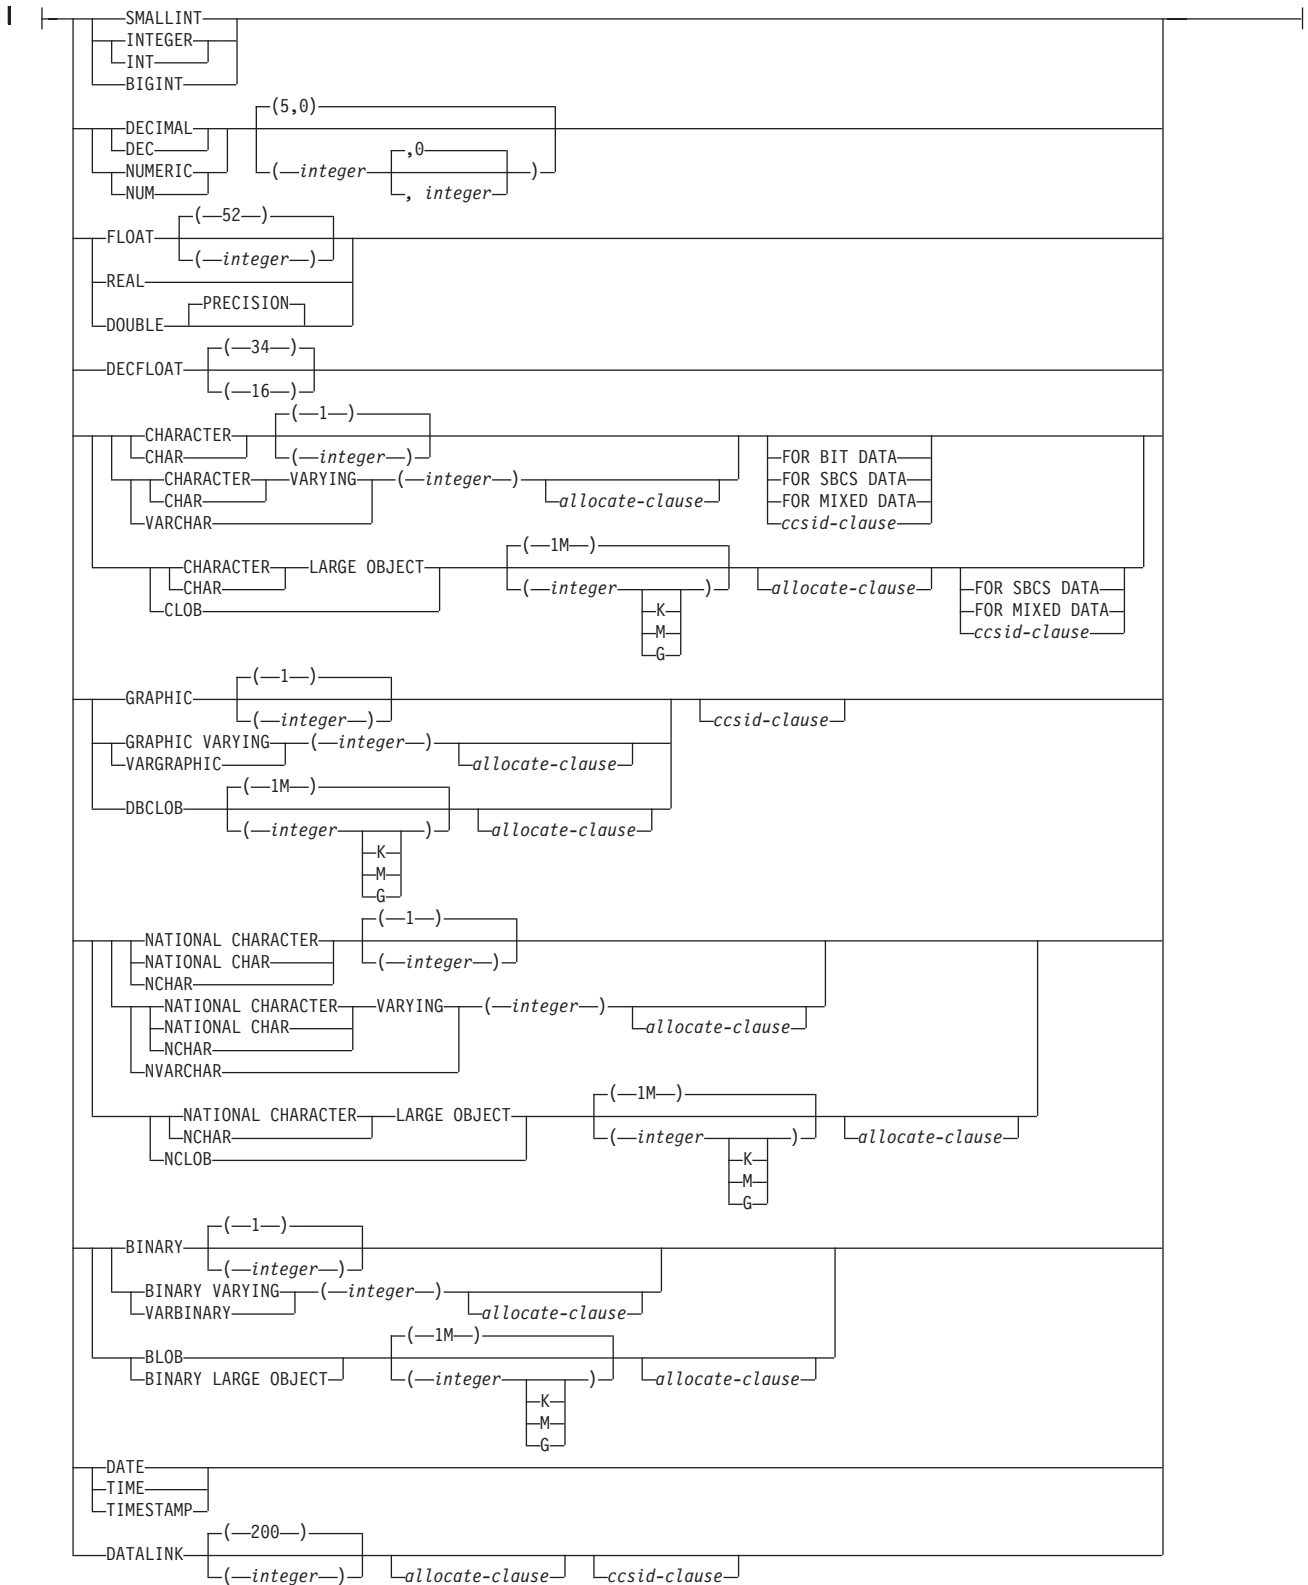 SMALLINT
INTEGER
INT
BIGINT
(5,0)
DECIMAL
DEC
,0
NUMERIC
( integer )
NUM
, integer
( 52 )
FLOAT
( integer )
REAL
PRECISION
DOUBLE
( 34 )
DECFLOAT
( 16 )
( 1 )
CHARACTER
CHAR ( integer ) FOR BIT DATA
CHARACTER VARYING ( integer ) FOR SBCS DATA
CHAR allocate-clause FOR MIXED DATA
VARCHAR ccsid-clause
( 1M )
CHARACTER LARGE OBJECT
CHAR ( integer ) allocate-clause FOR SBCS DATA
CLOB K FOR MIXED DATA
M ccsid-clause
G
( 1 )
GRAPHIC
( integer ) ccsid-clause
GRAPHIC VARYING ( integer )
VARGRAPHIC allocate-clause
( 1M )
DBCLOB
( integer ) allocate-clause
K
M
G
( 1 )
NATIONAL CHARACTER
NATIONAL CHAR ( integer )
NCHAR
NATIONAL CHARACTER VARYING ( integer )
NATIONAL CHAR allocate-clause
NCHAR
NVARCHAR
( 1M )
NATIONAL CHARACTER LARGE OBJECT
NCHAR ( integer ) allocate-clause
NCLOB K
M
G
( 1 )
BINARY
( integer )
BINARY VARYING ( integer )
VARBINARY allocate-clause
( 1M )
BLOB
BINARY LARGE OBJECT ( integer ) allocate-clause
K
M
G
DATE
TIME
TIMESTAMP
( 200 )
DATALINK
( integer ) allocate-clause ccsid-clause